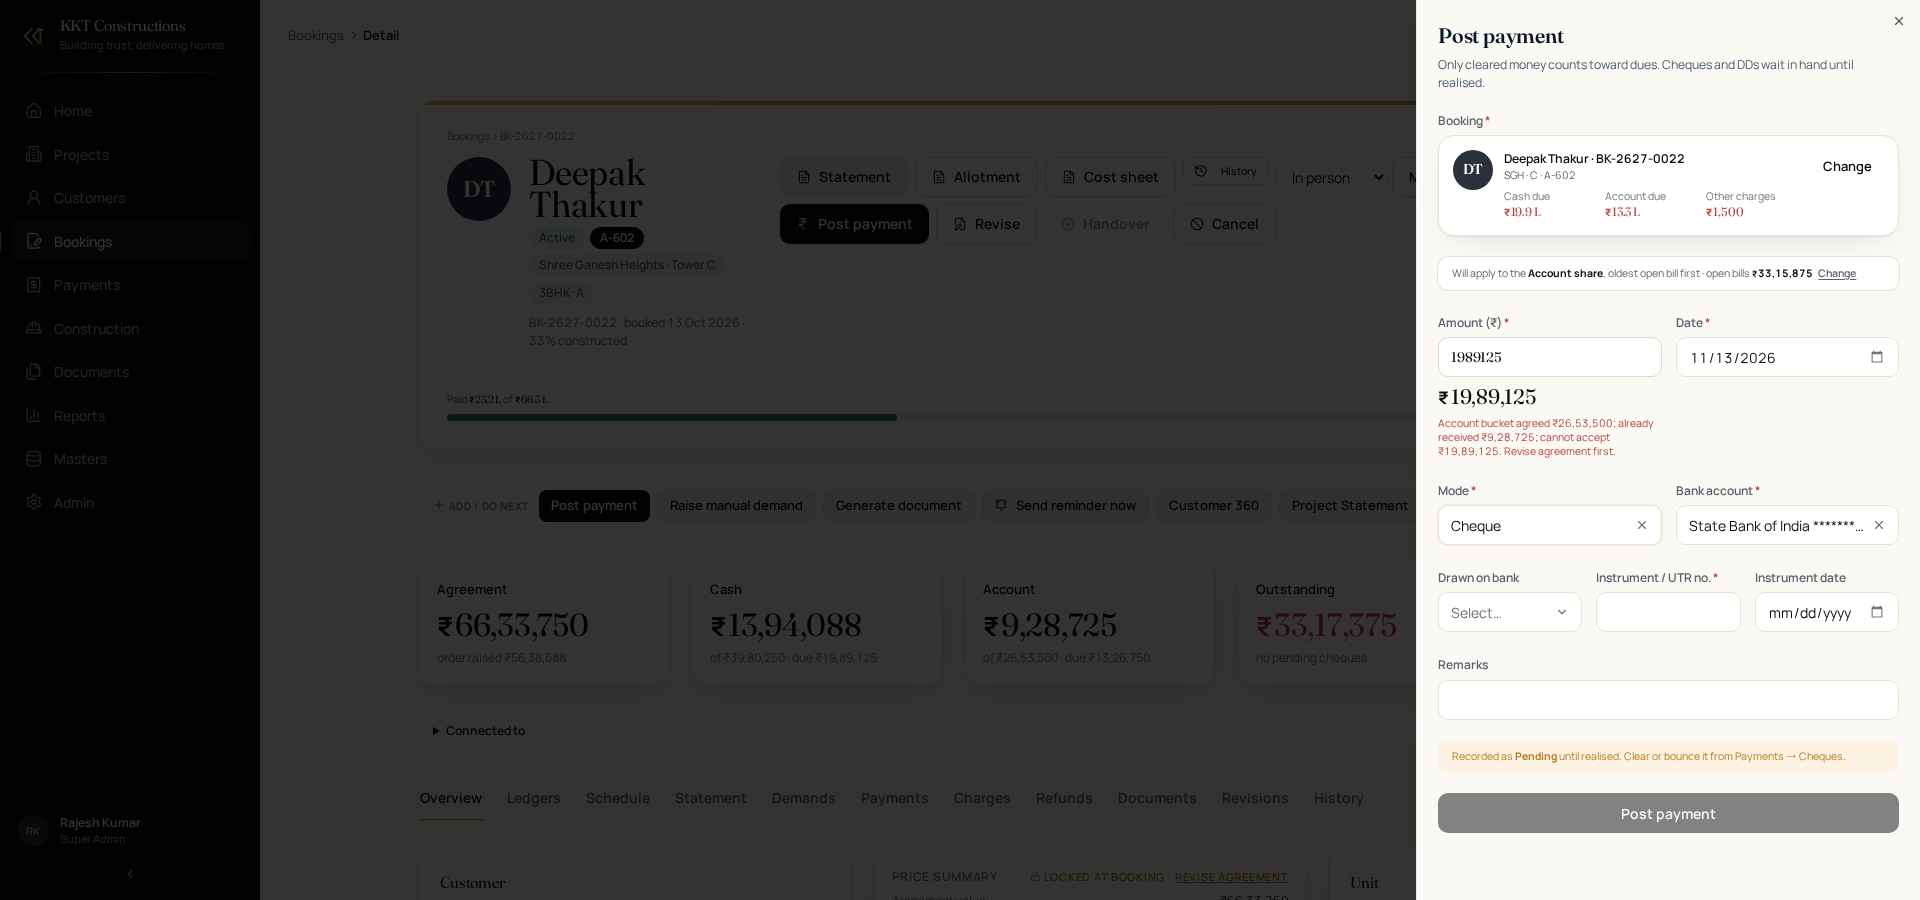 KKT Constructions
Building trust, delivering homes
Home
Projects
Customers
Bookings
Payments
Construction
Documents
Reports
Masters
Admin
RK
Rajesh Kumar
Super Admin
Bookings > Detail
Bookings › BK-2627-0022
DT
Deepak
Thakur
Active A-602
Shree Ganesh Heights · Tower C
3BHK-A
BK-2627-0022 · booked 13 Oct 2026 ·
33% constructed
Statement Allotment Cost sheet History In person
Post payment Revise Handover Cancel
+ ADD / DO NEXT Post payment Raise manual demand Generate document Send reminder now Customer 360 Project Statement
Agreement
₹66,33,750
Cash
₹13,94,088
of ₹39,80,250 · due ₹19,89,125
Account
₹9,28,725
of ₹26,53,500 · due ₹13,26,750
Outstanding
₹33,17,375
no pending cheques
Connected to
Overview Ledgers Schedule Statement Demands Payments Charges Refunds Documents Revisions History
Customer
PRICE SUMMARY LOCKED AT BOOKING REVISE AGREEMENT
Unit
Post payment
Only cleared money counts toward dues. Cheques and DDs wait in hand until
realised.
Booking *
DT
Deepak Thakur · BK-2627-0022
SGH · C · A-602
Change
Cash due Account due Other charges
₹19.9 L ₹13.3 L ₹1,500
Will apply to the Account share, oldest open bill first · open bills ₹33,15,875 Change
Amount (₹) * Date *
1989125 11/13/2026
₹19,89,125
Account bucket agreed ₹26,53,500; already
received ₹9,28,725; cannot accept
₹19,89,125. Revise agreement first.
Mode * Bank account *
Cheque State Bank of India *******…
Drawn on bank Instrument / UTR no. * Instrument date
Select… mm/dd/yyyy
Remarks
Recorded as Pending until realised. Clear or bounce it from Payments → Cheques.
Post payment